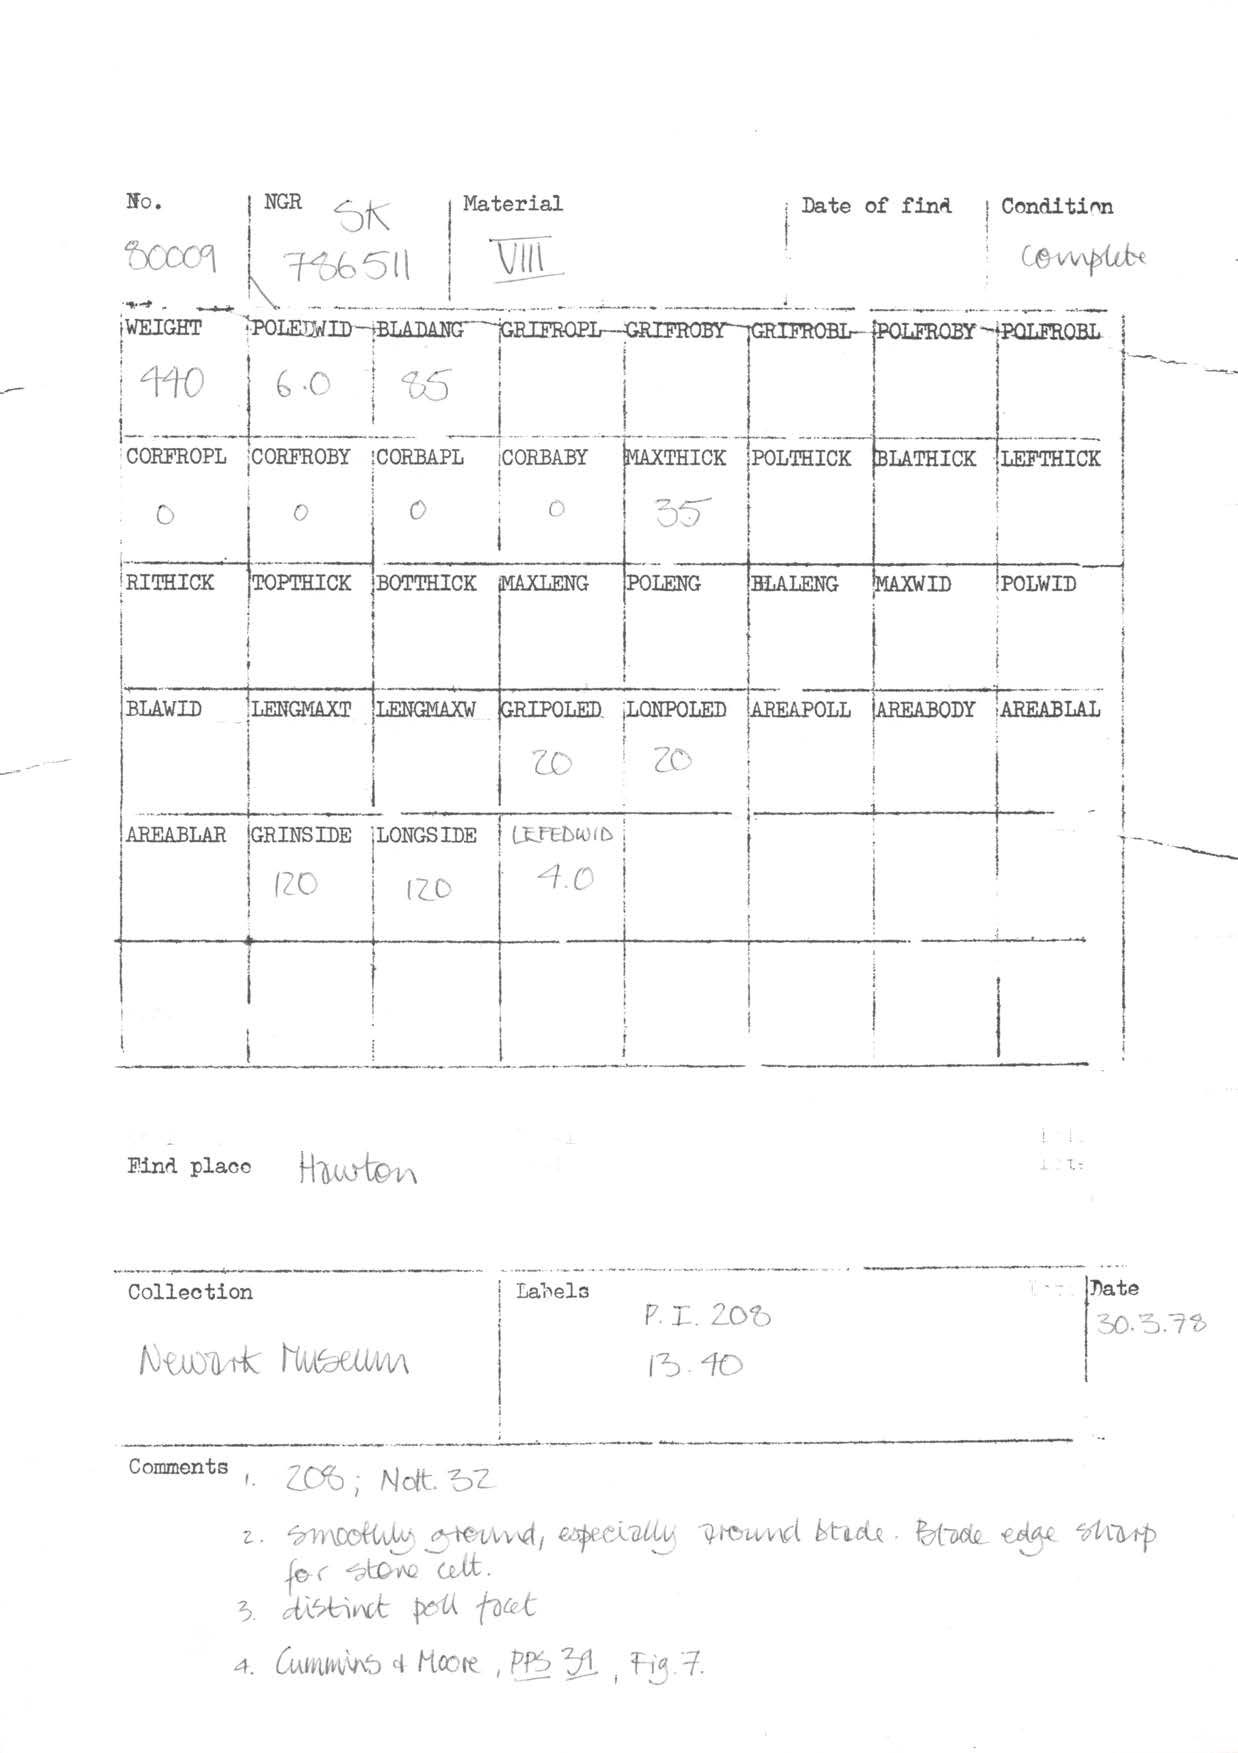 No. NGR SK Material Date of find Condition
80009 786511 VIII complete
WEIGHT POLEDWID BLADANG GRIFROPL GRIFROBY GRIFROBL POLFROBY POLFROBL
440 6.0 85
CORFROPL CORFROBY CORBAPL CORBABY MAXTHICK POLTHICK BLATHICK LEFTHICK
0 0 0 0 35
RITHICK TOPTHICK BOTTHICK MAXLENG POLENG BLALENG MAXWID POLWID
BLAWID LENGMAXT LENGMAXW GRIPOLED LONPOLED AREAPOLL AREABODY AREABLAL
20 20
AREABLAR GRINSIDE LONGSIDE LEFEDWID
120 120 4.0
Find place Hawton
Collection Labels Date
P.I. 208 30.3.78
Newark Museum 13.40
Comments 1. 208; Nott. 32
2. smoothly ground, especially around blade. Blade edge sharp
for stone celt.
3. distinct poll facet
4. Cummins & Moore, PPS 39, Fig. 7.